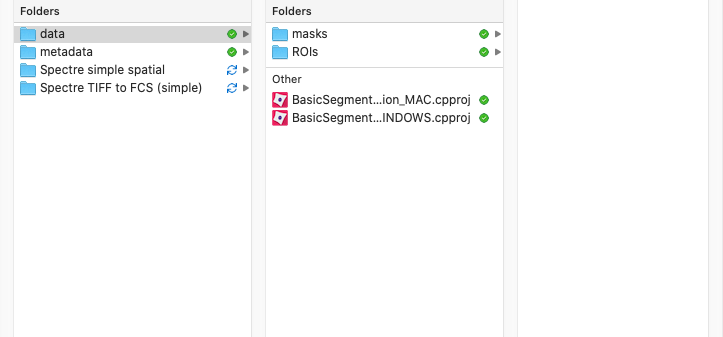 Folders
data
metadata
Spectre simple spatial
Spectre TIFF to FCS (simple)
Folders
masks
ROIs
Other
BasicSegment...ion_MAC.cpproj
BasicSegment...INDOWS.cpproj